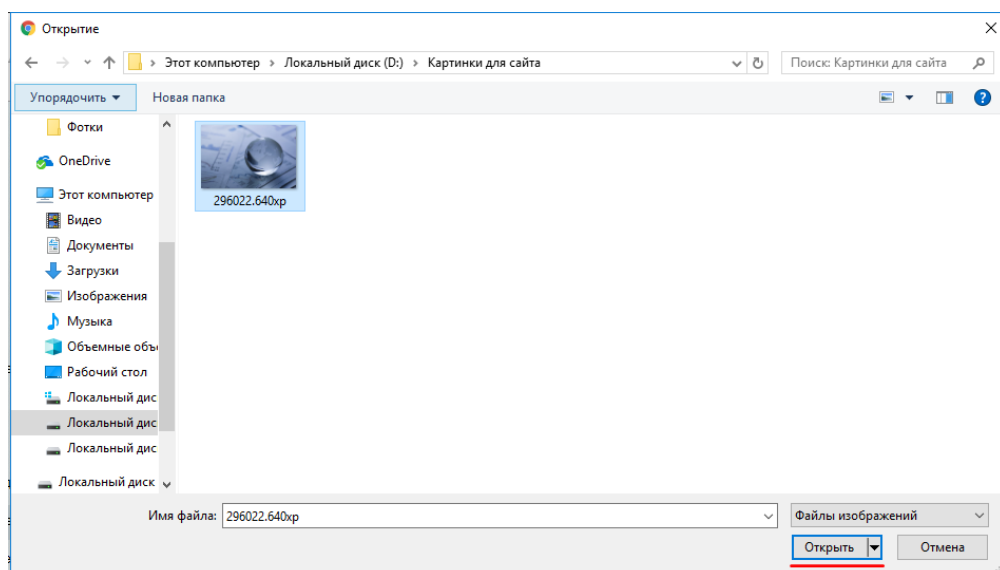 Открытие
Этот компьютер › Локальный диск (D:) › Картинки для сайта
Поиск: Картинки для сайта
Упорядочить
Новая папка
Фотки
OneDrive
Этот компьютер
Видео
Документы
Загрузки
Изображения
Музыка
Объемные объ
Рабочий стол
Локальный дис
Локальный дис
Локальный дис
Локальный диск
296022.640xp
Имя файла: 296022.640xp
Файлы изображений
Открыть
Отмена